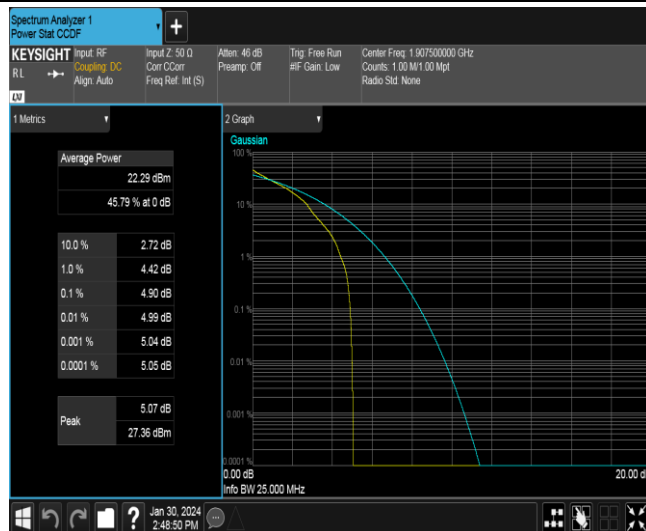 Spectrum Analyzer 1
Power Stat CCDF
KEYSIGHT
RL
Input: RF
Coupling: DC
Align: Auto
Input Z: 50 Ω
Corr CCorr
Freq Ref: Int (S)
Atten: 46 dB
Preamp: Off
Trig: Free Run
#IF Gain: Low
Center Freq: 1.907500000 GHz
Counts: 1.00 M/1.00 Mpt
Radio Std: None
1 Metrics
Average Power
22.29 dBm
45.79 % at 0 dB
10.0 % 2.72 dB
1.0 % 4.42 dB
0.1 % 4.90 dB
0.01 % 4.99 dB
0.001 % 5.04 dB
0.0001 % 5.05 dB
Peak
5.07 dB
27.36 dBm
2 Graph
Gaussian
100 %
10 %
1 %
0.1 %
0.01 %
0.001 %
0.0001 %
0.00 dB
20.00 d
Info BW 25.000 MHz
Jan 30, 2024
2:48:50 PM